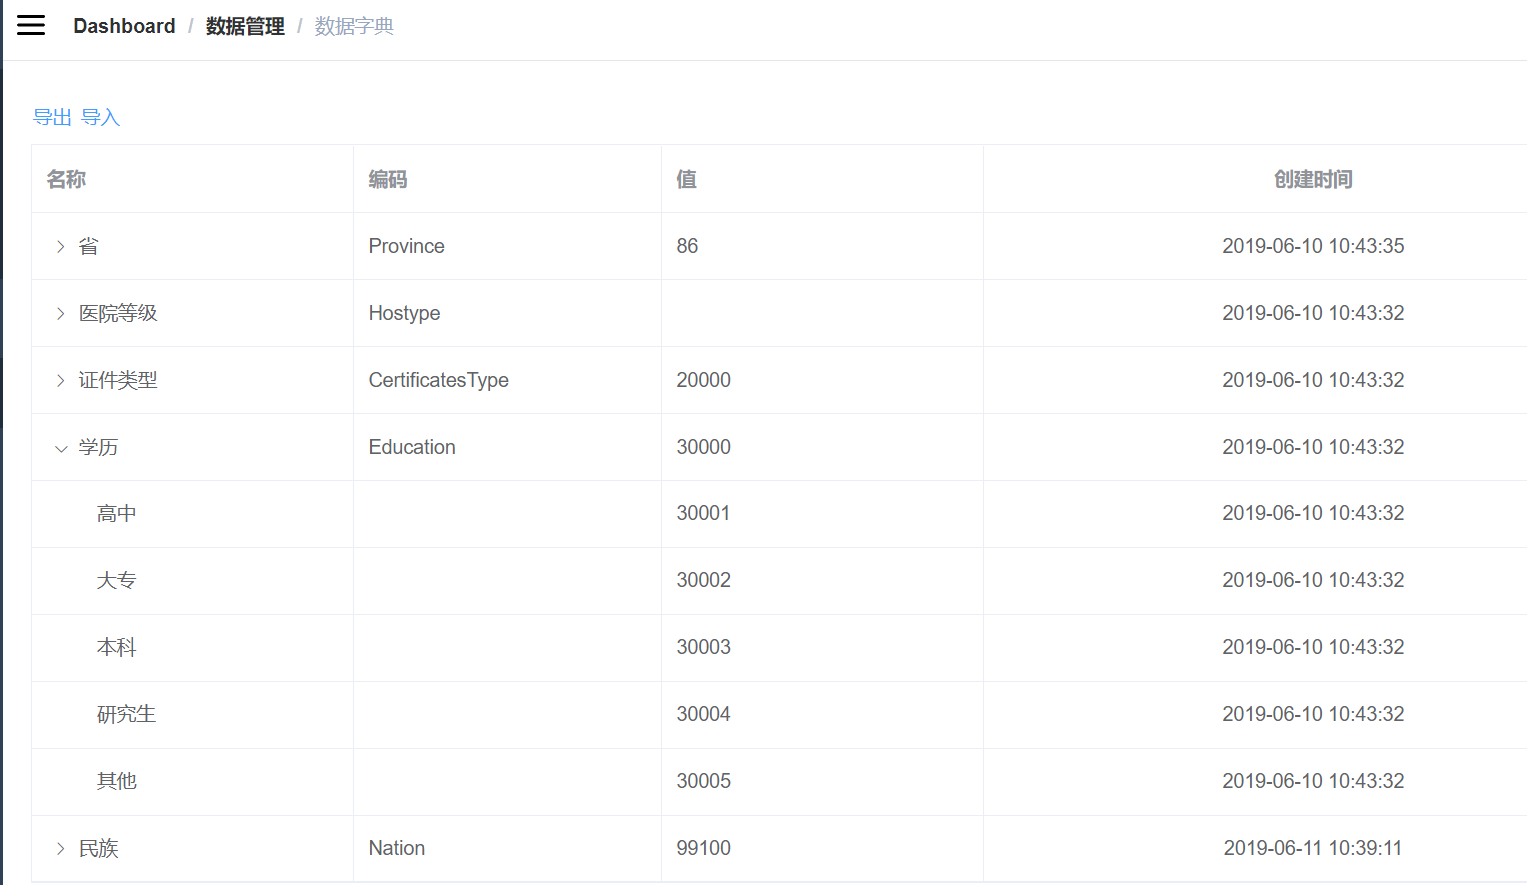 Dashboard / 数据管理 / 数据字典
导出 导入
名称 编码 值 创建时间
省 Province 86 2019-06-10 10:43:35
医院等级 Hostype 2019-06-10 10:43:32
证件类型 CertificatesType 20000 2019-06-10 10:43:32
学历 Education 30000 2019-06-10 10:43:32
高中 30001 2019-06-10 10:43:32
大专 30002 2019-06-10 10:43:32
本科 30003 2019-06-10 10:43:32
研究生 30004 2019-06-10 10:43:32
其他 30005 2019-06-10 10:43:32
民族 Nation 99100 2019-06-11 10:39:11